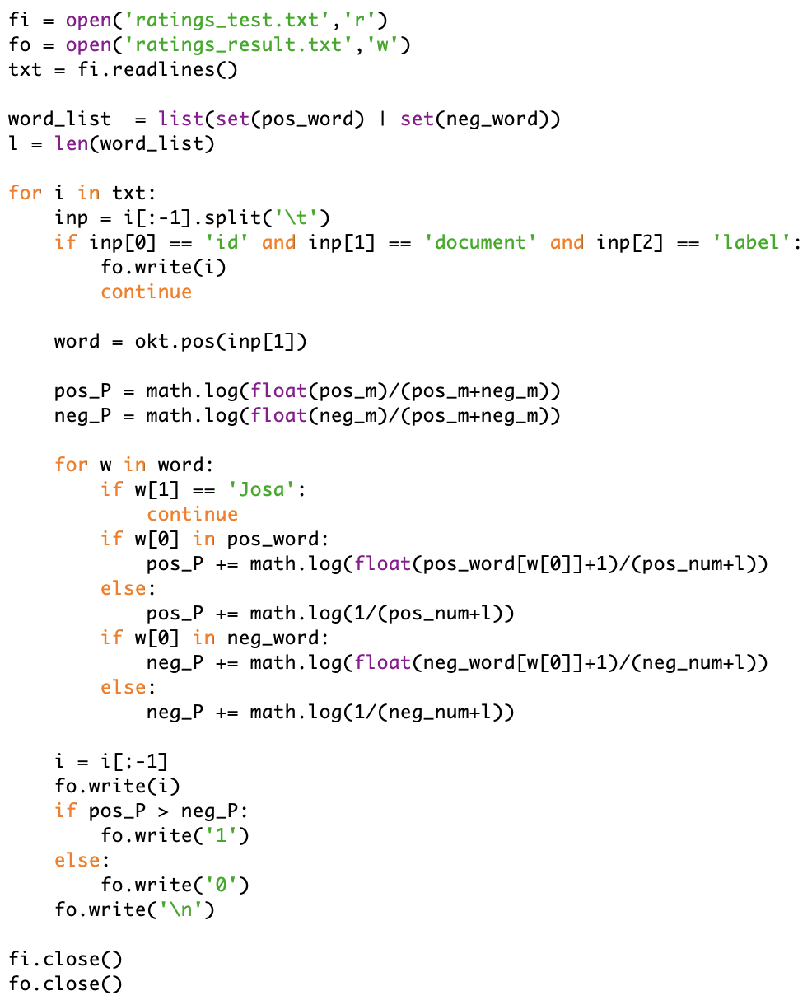 fi = open('ratings_test.txt','r')
fo = open('ratings_result.txt','w')
txt = fi.readlines()

word_list  = list(set(pos_word) | set(neg_word))
l = len(word_list)

for i in txt:
    inp = i[:-1].split('\t')
    if inp[0] == 'id' and inp[1] == 'document' and inp[2] == 'label':
        fo.write(i)
        continue

    word = okt.pos(inp[1])

    pos_P = math.log(float(pos_m)/(pos_m+neg_m))
    neg_P = math.log(float(neg_m)/(pos_m+neg_m))

    for w in word:
        if w[1] == 'Josa':
            continue
        if w[0] in pos_word:
            pos_P += math.log(float(pos_word[w[0]]+1)/(pos_num+l))
        else:
            pos_P += math.log(1/(pos_num+l))
        if w[0] in neg_word:
            neg_P += math.log(float(neg_word[w[0]]+1)/(neg_num+l))
        else:
            neg_P += math.log(1/(neg_num+l))

    i = i[:-1]
    fo.write(i)
    if pos_P > neg_P:
        fo.write('1')
    else:
        fo.write('0')
    fo.write('\n')

fi.close()
fo.close()